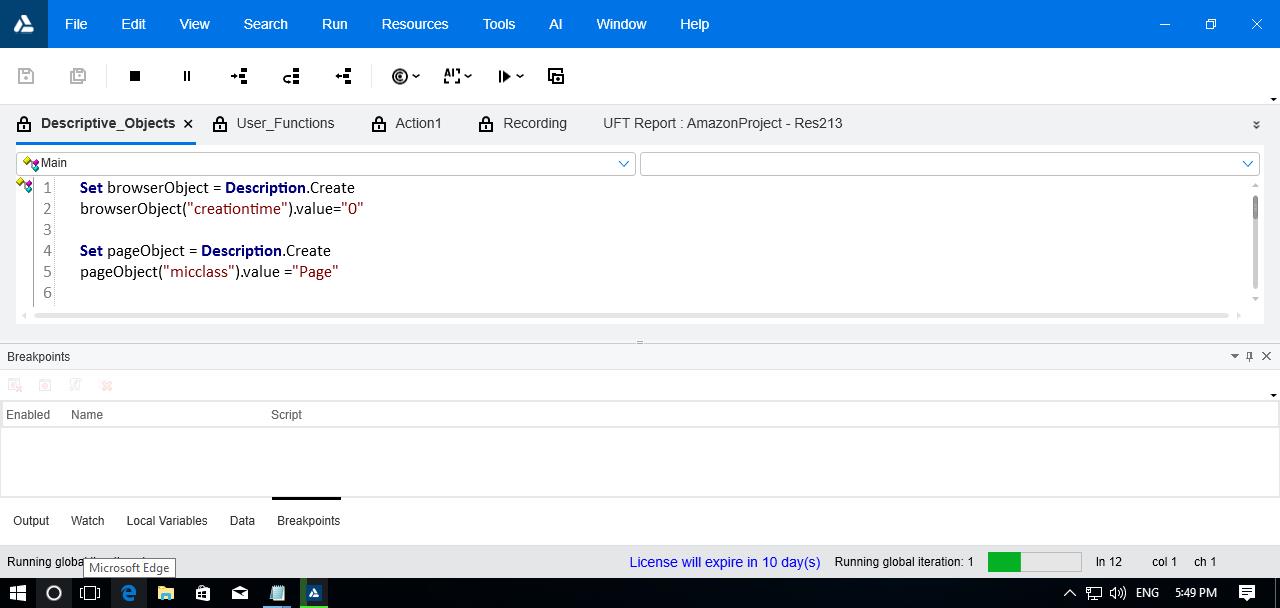 File Edit View Search Run Resources Tools AI Window Help
AI
Descriptive_Objects User_Functions Action1 Recording UFT Report : AmazonProject - Res213
Main
1 Set browserObject = Description.Create
2 browserObject("creationtime").value="0"
3
4 Set pageObject = Description.Create
5 pageObject("micclass").value ="Page"
6
Breakpoints
Enabled Name Script
Output Watch Local Variables Data Breakpoints
Running global License will expire in 10 day(s) Running global iteration: 1 ln 12 col 1 ch 1
Microsoft Edge
ENG 5:49 PM